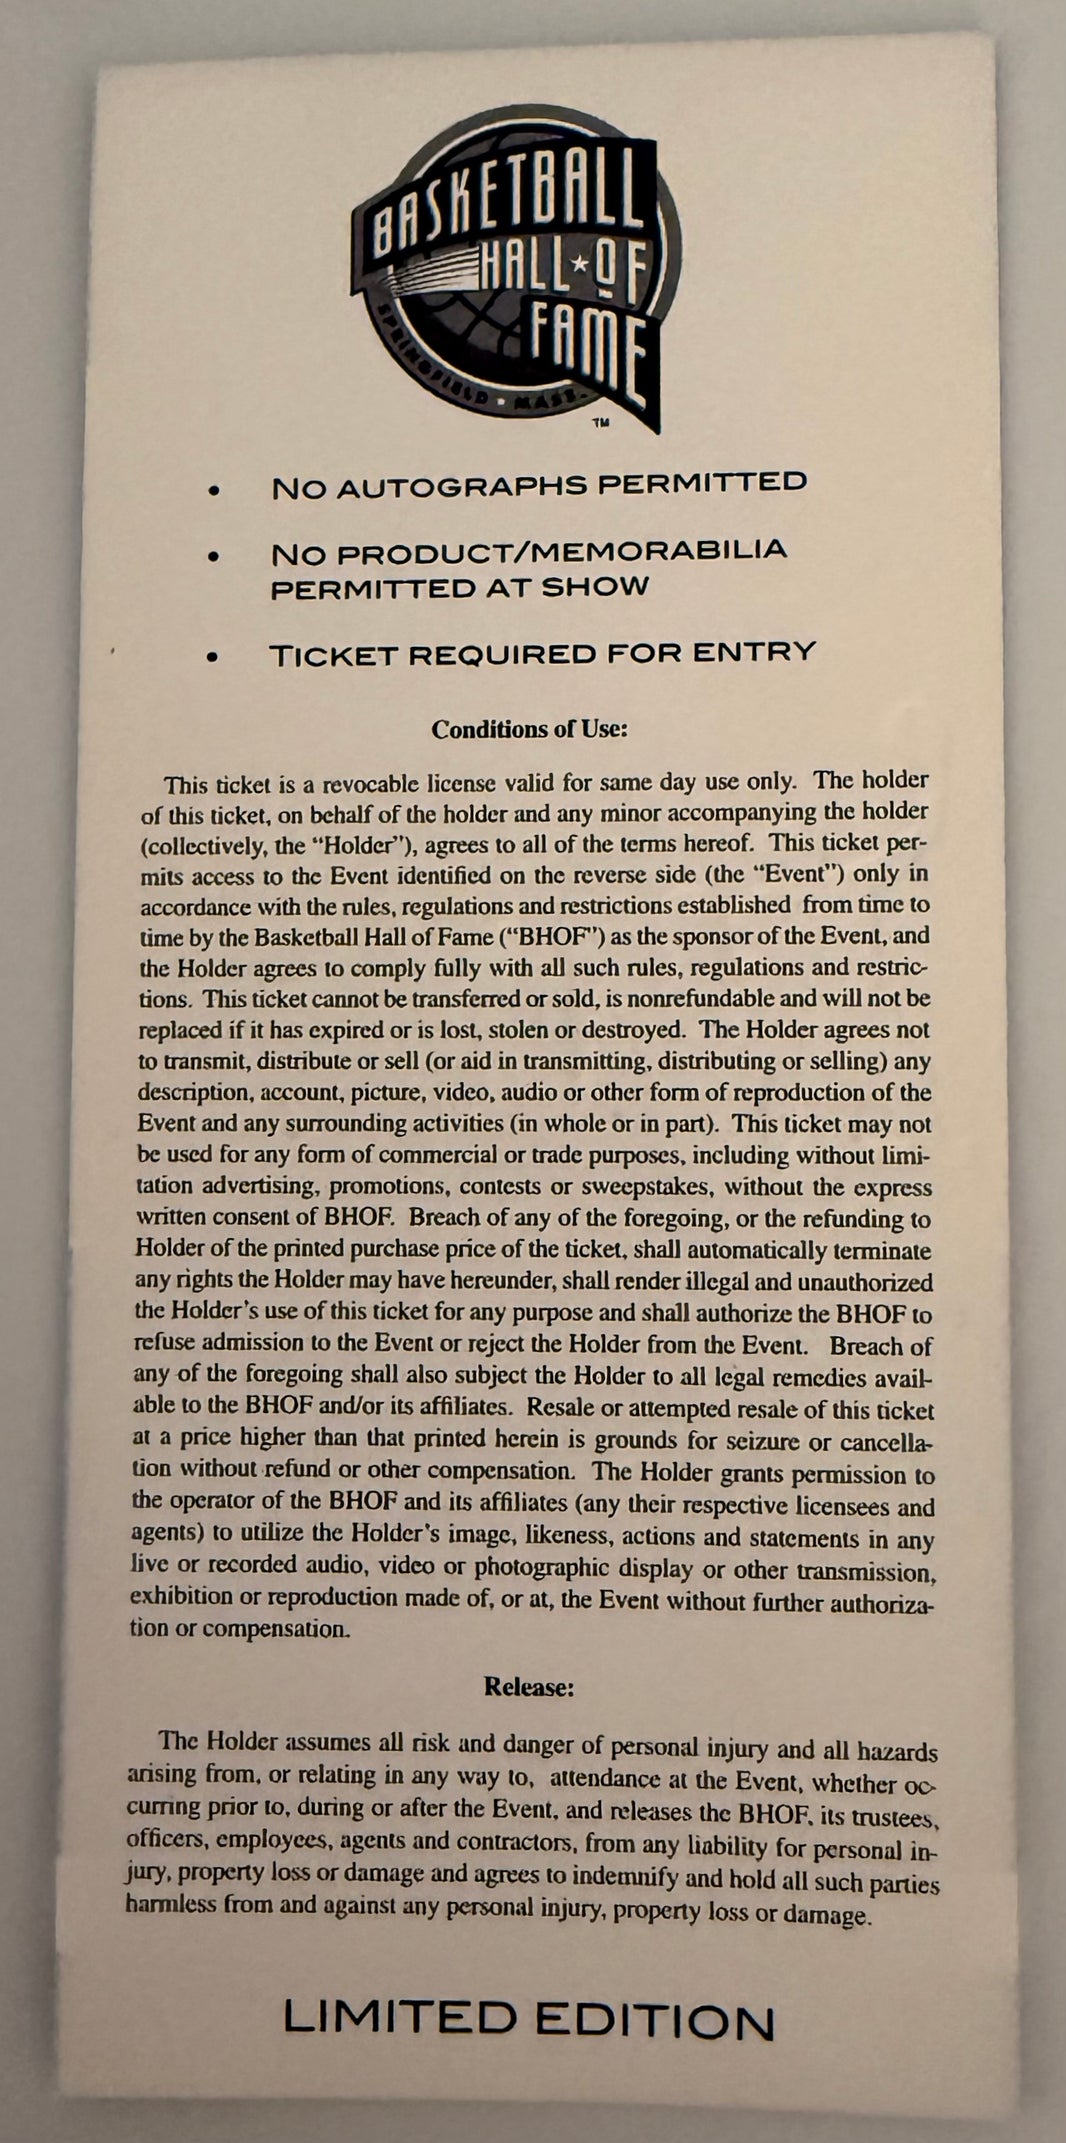 BASKETBALL
HALL★OF
FAME
SPRINGFIELD • MASS.
TM
• NO AUTOGRAPHS PERMITTED
• NO PRODUCT/MEMORABILIA
PERMITTED AT SHOW
• TICKET REQUIRED FOR ENTRY
Conditions of Use:
This ticket is a revocable license valid for same day use only. The holder
of this ticket, on behalf of the holder and any minor accompanying the holder
(collectively, the “Holder”), agrees to all of the terms hereof. This ticket per-
mits access to the Event identified on the reverse side (the “Event”) only in
accordance with the rules, regulations and restrictions established from time to
time by the Basketball Hall of Fame (“BHOF”) as the sponsor of the Event, and
the Holder agrees to comply fully with all such rules, regulations and restric-
tions. This ticket cannot be transferred or sold, is nonrefundable and will not be
replaced if it has expired or is lost, stolen or destroyed. The Holder agrees not
to transmit, distribute or sell (or aid in transmitting, distributing or selling) any
description, account, picture, video, audio or other form of reproduction of the
Event and any surrounding activities (in whole or in part). This ticket may not
be used for any form of commercial or trade purposes, including without limi-
tation advertising, promotions, contests or sweepstakes, without the express
written consent of BHOF. Breach of any of the foregoing, or the refunding to
Holder of the printed purchase price of the ticket, shall automatically terminate
any rights the Holder may have hereunder, shall render illegal and unauthorized
the Holder’s use of this ticket for any purpose and shall authorize the BHOF to
refuse admission to the Event or reject the Holder from the Event. Breach of
any of the foregoing shall also subject the Holder to all legal remedies avail-
able to the BHOF and/or its affiliates. Resale or attempted resale of this ticket
at a price higher than that printed herein is grounds for seizure or cancella-
tion without refund or other compensation. The Holder grants permission to
the operator of the BHOF and its affiliates (any their respective licensees and
agents) to utilize the Holder’s image, likeness, actions and statements in any
live or recorded audio, video or photographic display or other transmission,
exhibition or reproduction made of, or at, the Event without further authoriza-
tion or compensation.
Release:
The Holder assumes all risk and danger of personal injury and all hazards
arising from, or relating in any way to, attendance at the Event, whether oc-
curring prior to, during or after the Event, and releases the BHOF, its trustees,
officers, employees, agents and contractors, from any liability for personal in-
jury, property loss or damage and agrees to indemnify and hold all such parties
harmless from and against any personal injury, property loss or damage.
LIMITED EDITION